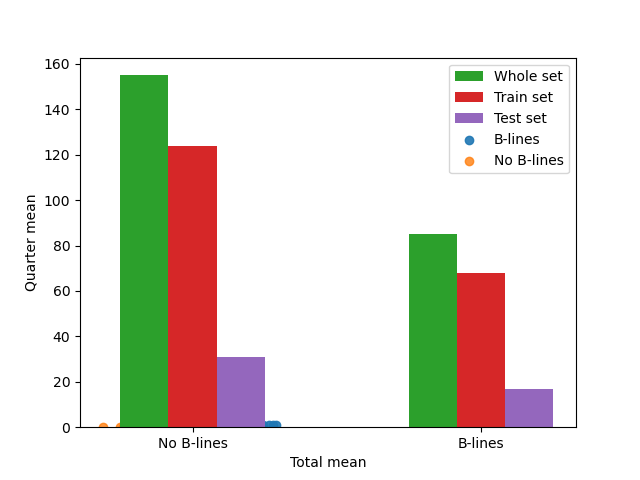 160
140
120
100
80
60
40
20
0
Quarter mean
Whole set
Train set
Test set
B-lines
No B-lines
No B-lines
B-lines
Total mean